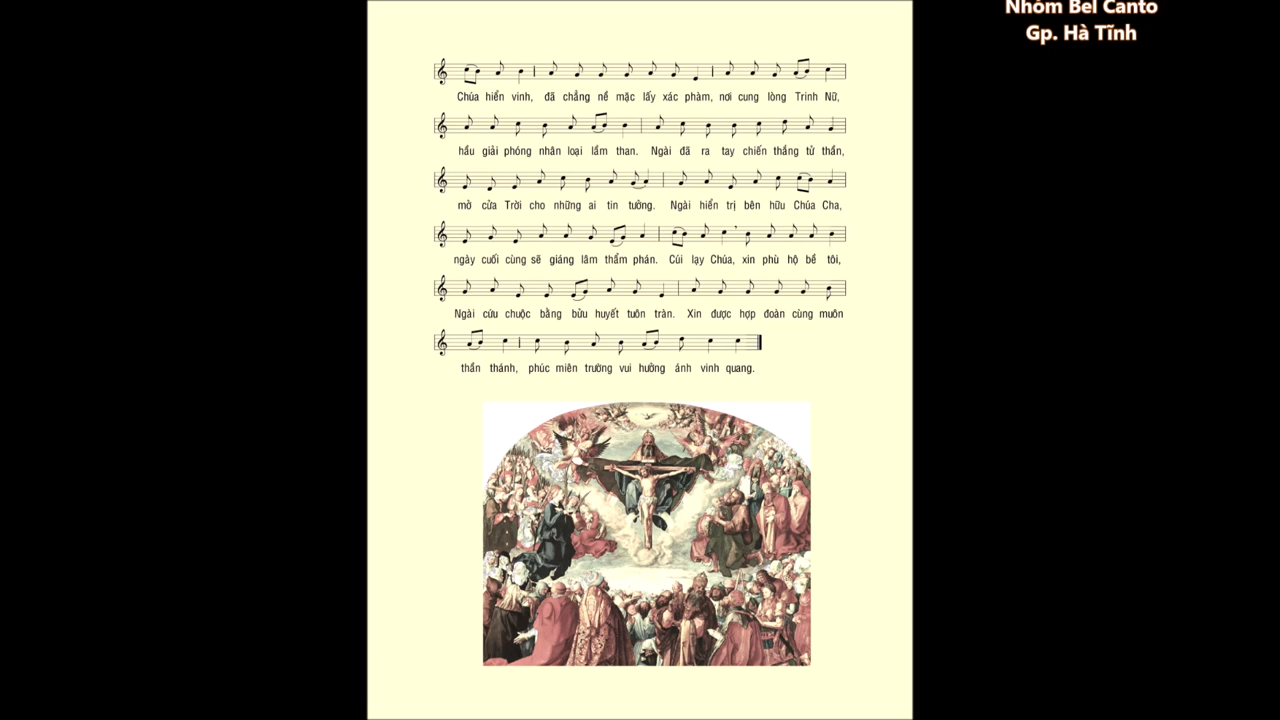 Nhóm Bel Canto
Gp. Hà Tĩnh
Chúa hiển vinh, đã chẳng nề mặc lấy xác phàm, nơi cung lòng Trinh Nữ,
hầu giải phóng nhân loại lầm than. Ngài đã ra tay chiến thắng tử thần,
mở cửa Trời cho những ai tin tưởng. Ngài hiển trị bên hữu Chúa Cha,
ngày cuối cùng sẽ giáng lâm thẩm phán. Cúi lạy Chúa, xin phù hộ bề tôi,
Ngài cứu chuộc bằng bửu huyết tuôn tràn. Xin được hợp đoàn cùng muôn
thần thánh, phúc miên trường vui hưởng ánh vinh quang.